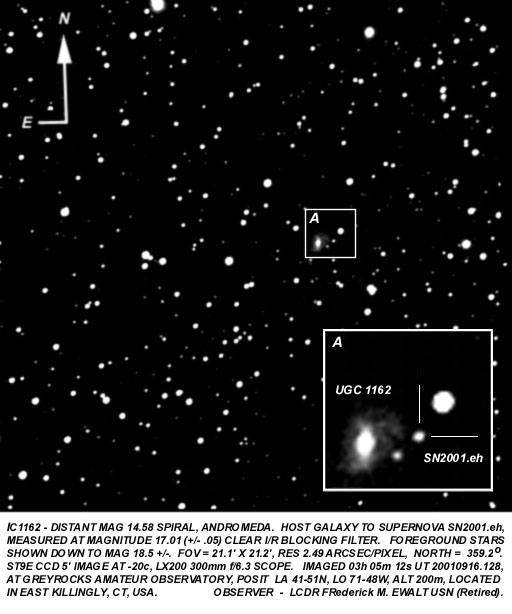 N
E
A
A
UGC 1162
SN2001.eh
IC1162 - DISTANT MAG 14.58 SPIRAL, ANDROMEDA. HOST GALAXY TO SUPERNOVA SN2001.eh,
MEASURED AT MAGNITUDE 17.01 (+/- .05) CLEAR I/R BLOCKING FILTER. FOREGROUND STARS
SHOWN DOWN TO MAG 18.5 +/-. FOV = 21.1' X 21.2', RES 2.49 ARCSEC/PIXEL, NORTH = 359.2°.
ST9E CCD 5' IMAGE AT -20c, LX200 300mm f/6.3 SCOPE. IMAGED 03h 05m 12s UT 20010916.128,
AT GREYROCKS AMATEUR OBSERVATORY, POSIT LA 41-51N, LO 71-48W, ALT 200m, LOCATED
IN EAST KILLINGLY, CT, USA. OBSERVER - LCDR FRederick M. EWALT USN (Retired).